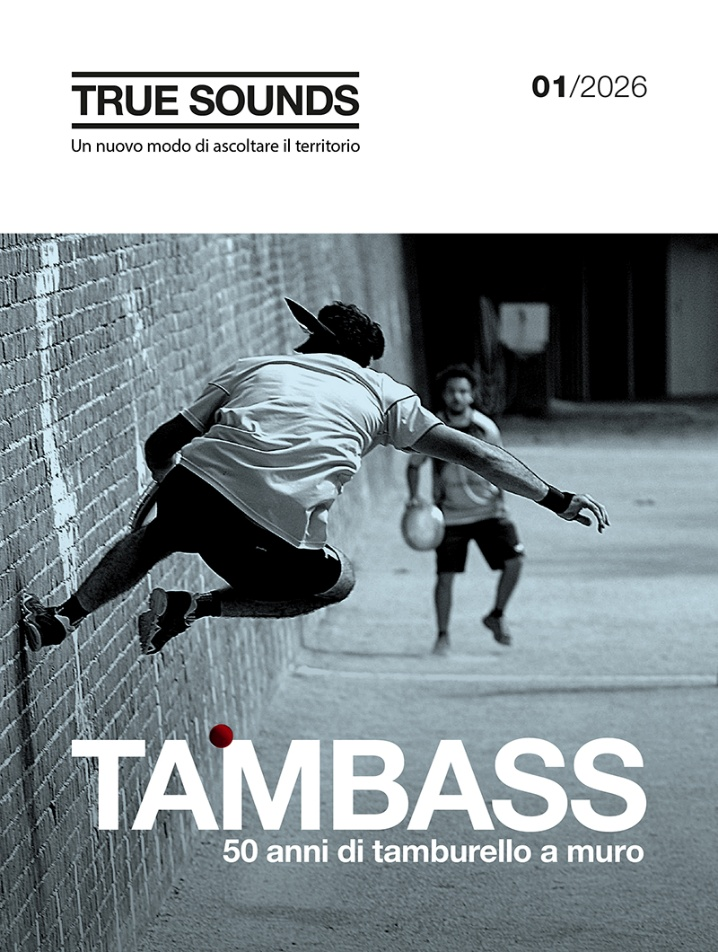 TRUE SOUNDS
01/2026
Un nuovo modo di ascoltare il territorio
TAMBASS
50 anni di tamburello a muro